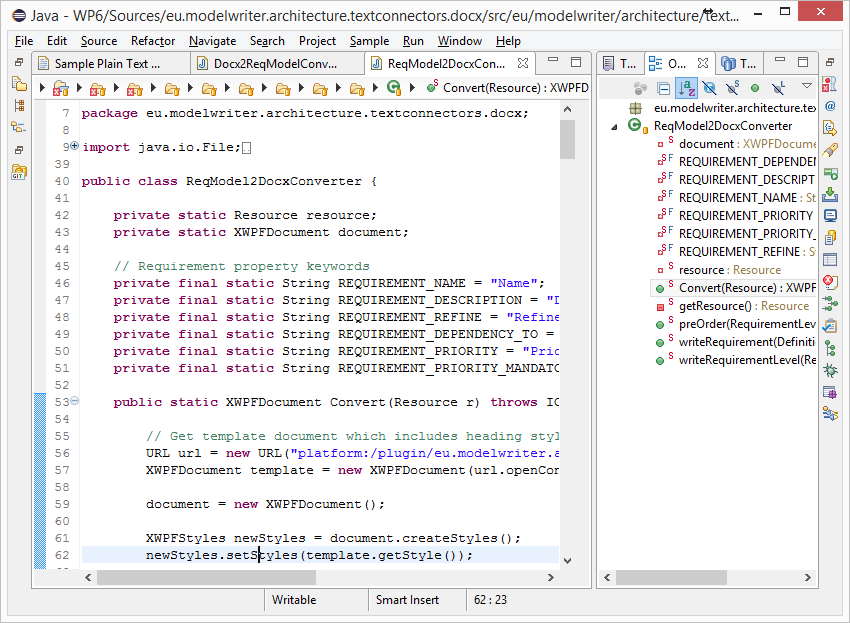 Java - WP6/Sources/eu.modelwriter.architecture.textconnectors.docx/src/eu/modelwriter/architecture/text...
File Edit Source Refactor Navigate Search Project Sample Run Window Help
Sample Plain Text ... Docx2ReqModelConv... ReqModel2DocxCon... T... O... T...
Convert(Resource) : XWPFD
7 package eu.modelwriter.architecture.textconnectors.docx;
8
9 import java.io.File;
39
40 public class ReqModel2DocxConverter {
41
42 private static Resource resource;
43 private static XWPFDocument document;
44
45 // Requirement property keywords
46 private final static String REQUIREMENT_NAME = "Name";
47 private final static String REQUIREMENT_DESCRIPTION = "D
48 private final static String REQUIREMENT_REFINE = "Refine
49 private final static String REQUIREMENT_DEPENDENCY_TO =
50 private final static String REQUIREMENT_PRIORITY = "Prio
51 private final static String REQUIREMENT_PRIORITY_MANDATO
52
53 public static XWPFDocument Convert(Resource r) throws IO
54
55 // Get template document which includes heading styl
56 URL url = new URL("platform:/plugin/eu.modelwriter.a
57 XWPFDocument template = new XWPFDocument(url.openCon
58
59 document = new XWPFDocument();
60
61 XWPFStyles newStyles = document.createStyles();
62 newStyles.setStyles(template.getStyle());
eu.modelwriter.architecture.tex
ReqModel2DocxConverter
document : XWPFDocume
REQUIREMENT_DEPENDEN
REQUIREMENT_DESCRIPT
REQUIREMENT_NAME : St
REQUIREMENT_PRIORITY
REQUIREMENT_PRIORITY_
REQUIREMENT_REFINE : S
resource : Resource
Convert(Resource) : XWPF
getResource() : Resource
preOrder(RequirementLev
writeRequirement(Definiti
writeRequirementLevel(Re
Writable Smart Insert 62 : 23